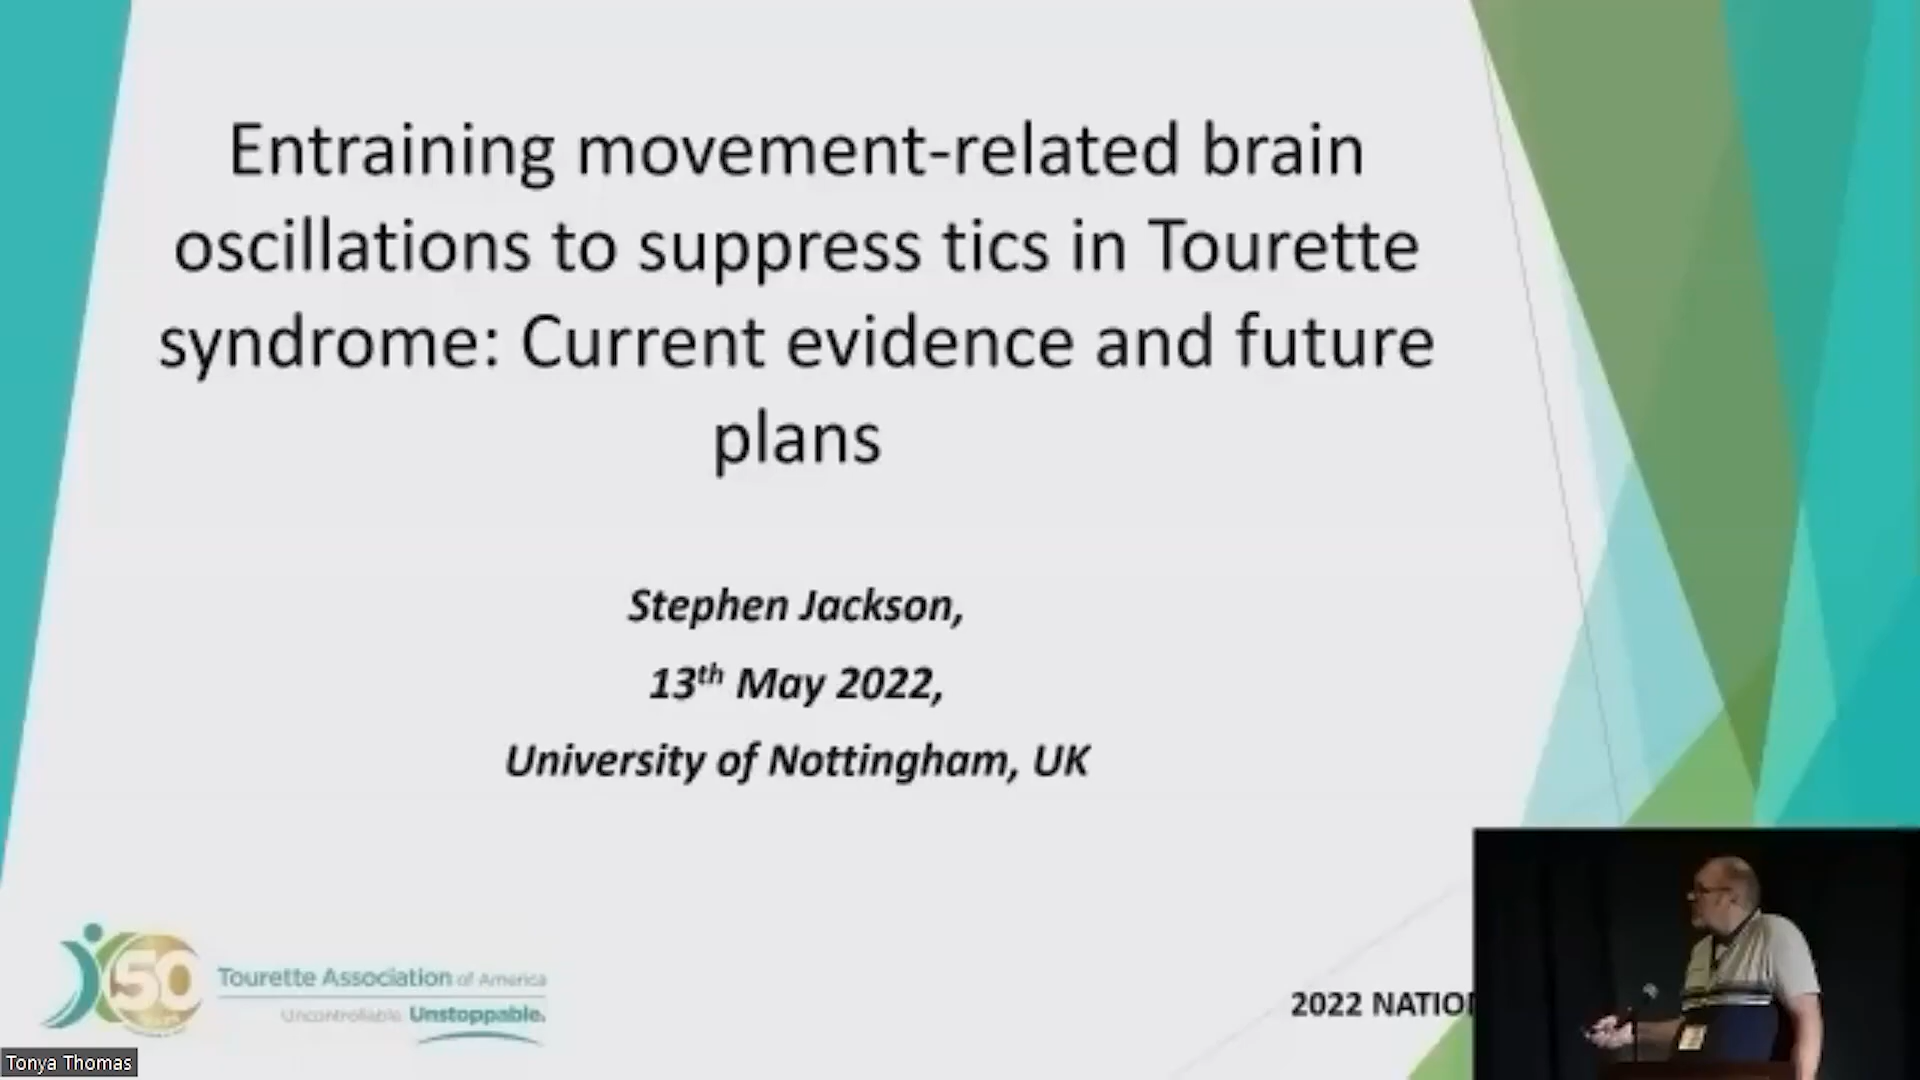 Entraining movement-related brain
oscillations to suppress tics in Tourette
syndrome: Current evidence and future
plans
Stephen Jackson,
13th May 2022,
University of Nottingham, UK
50
Tourette Association of America
Uncontrollable. Unstoppable.
2022
Tonya Thomas